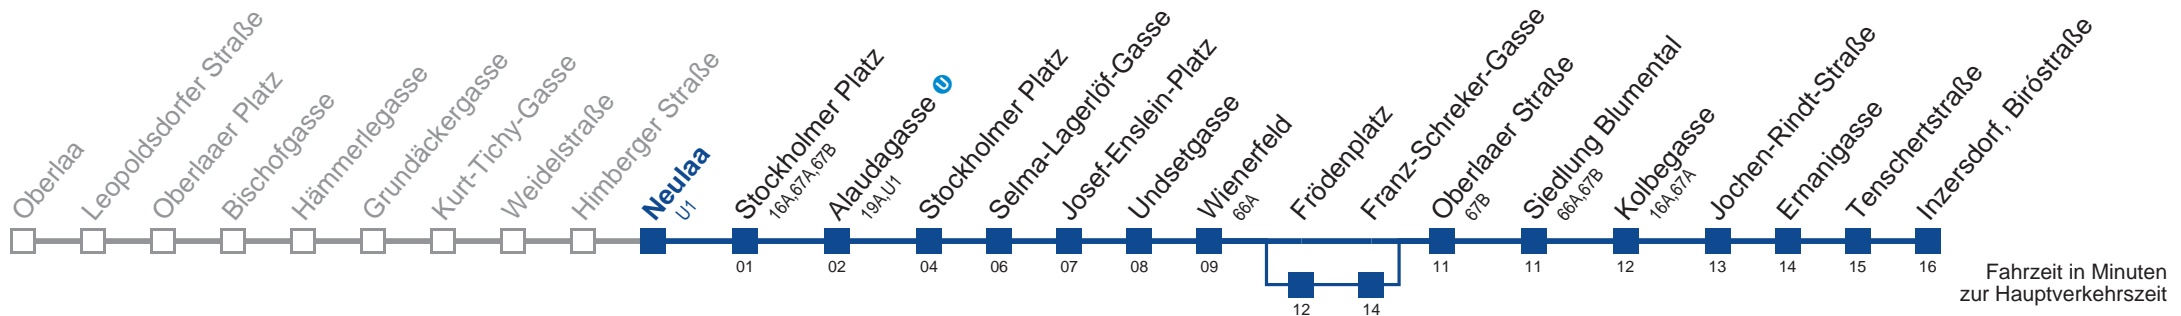 Oberlaa
Leopoldsdorfer Straße
Oberlaaer Platz
Bischofgasse
Hämmerlegasse
Grundäckergasse
Kurt-Tichy-Gasse
Weidelstraße
Himberger Straße
Neulaa
U1
Stockholmer Platz
16A,67A,67B
Alaudagasse U
19A,U1
Stockholmer Platz
Selma-Lagerlöf-Gasse
Josef-Enslein-Platz
Undsetgasse
Wienerfeld
66A
Frödenplatz
Franz-Schreker-Gasse
Oberlaaer Straße
67B
Siedlung Blumental
66A,67B
Kolbegasse
16A,67A
Jochen-Rindt-Straße
Ernanigasse
Tenschertstraße
Inzersdorf, Biróstraße
01 02 04 06 07 08 09 11 11 12 13 14 15 16
12 14
Fahrzeit in Minuten
zur Hauptverkehrszeit